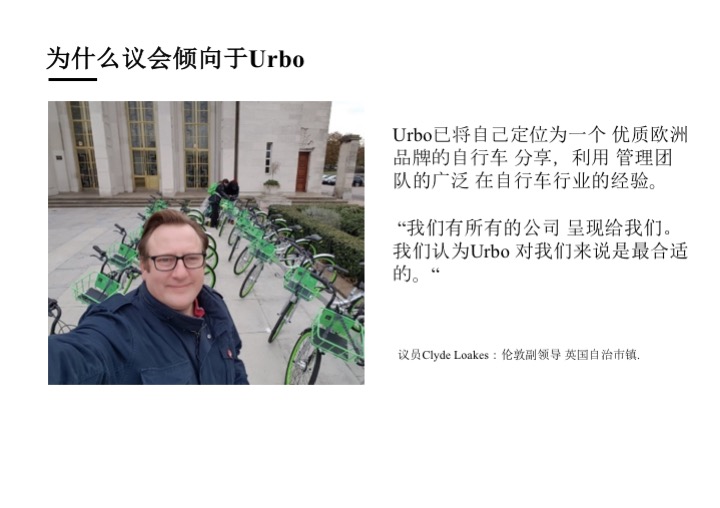 为什么议会倾向于Urbo
Urbo已将自己定位为一个 优质欧洲
品牌的自行车 分享，利用 管理团
队的广泛 在自行车行业的经验。
“我们有所有的公司 呈现给我们。
我们认为Urbo 对我们来说是最合适
的。“
议员Clyde Loakes：伦敦副领导 英国自治市镇.